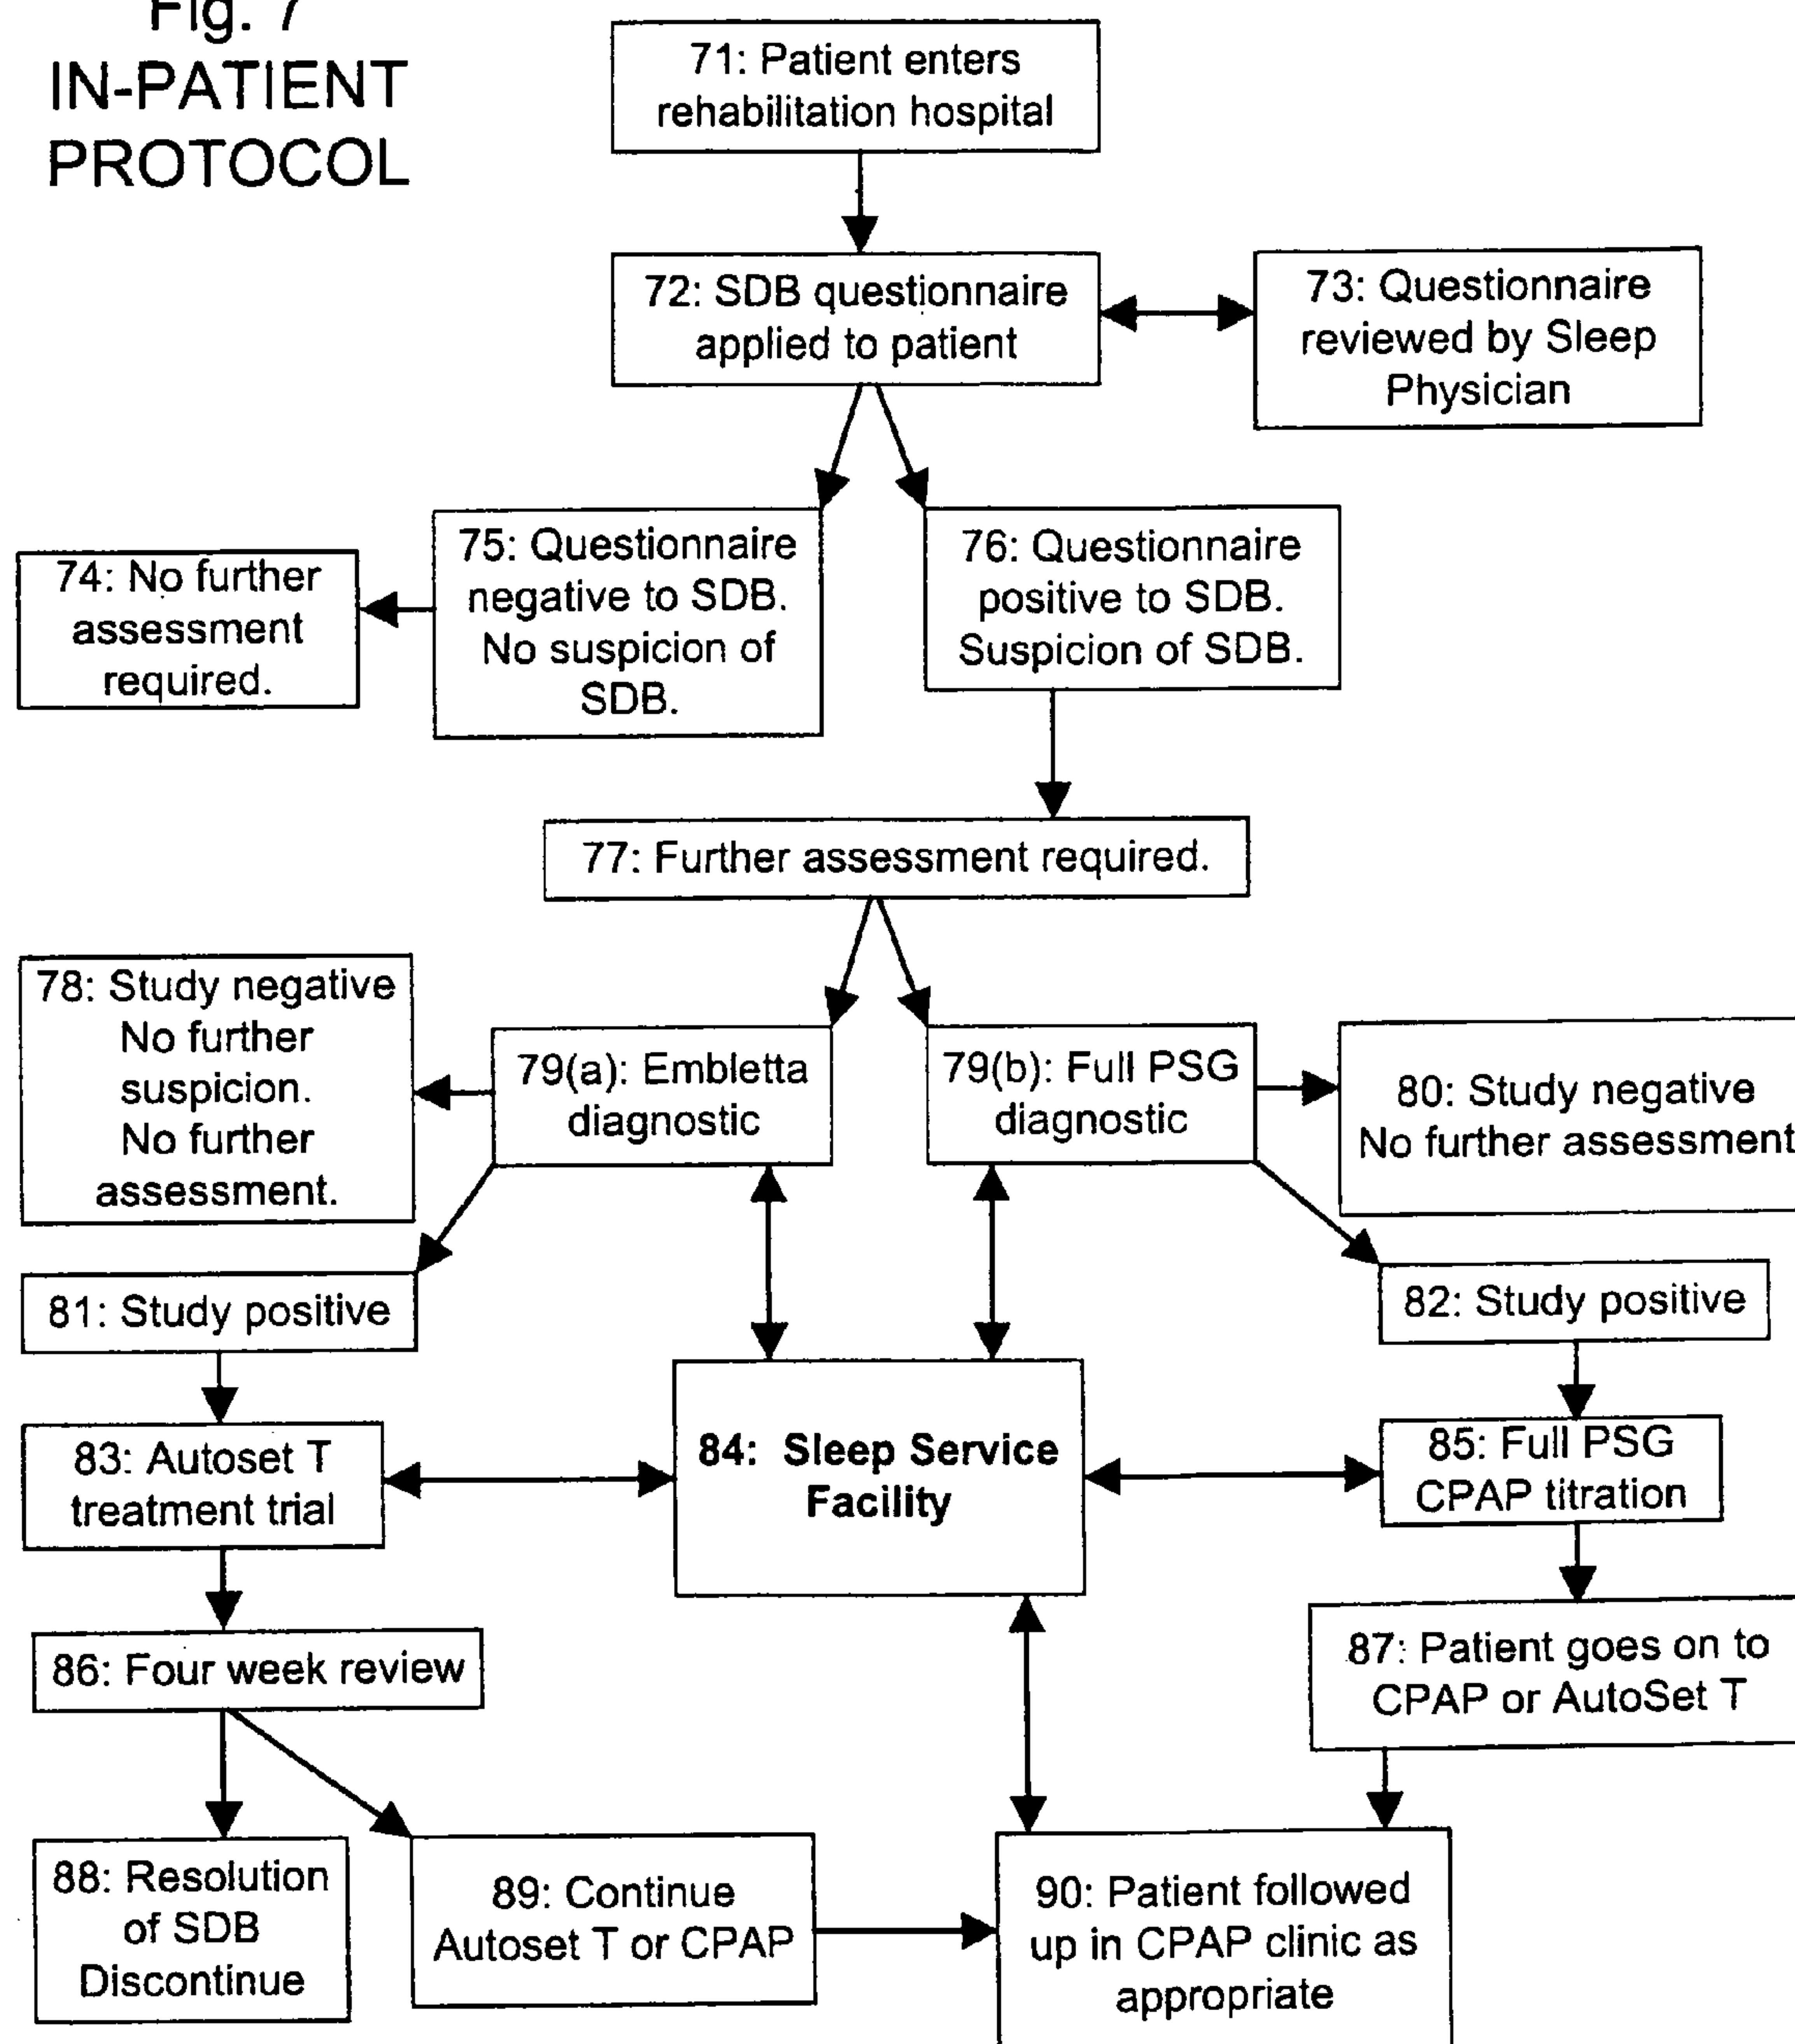 Fig. 7
IN-PATIENT
PROTOCOL
71: Patient enters
rehabilitation hospital
72: SDB questionnaire
applied to patient
73: Questionnaire
reviewed by Sleep
Physician
74: No further
assessment
required.
75: Questionnaire
negative to SDB.
No suspicion of
SDB.
76: Questionnaire
positive to SDB.
Suspicion of SDB.
77: Further assessment required.
78: Study negative
No further
suspicion.
No further
assessment.
79(a): Embletta
diagnostic
79(b): Full PSG
diagnostic
80: Study negative
No further assessment
81: Study positive
82: Study positive
83: Autoset T
treatment trial
84: Sleep Service
Facility
85: Full PSG
CPAP titration
86: Four week review
87: Patient goes on to
CPAP or AutoSet T
88: Resolution
of SDB
Discontinue
89: Continue
Autoset T or CPAP
90: Patient followed
up in CPAP clinic as
appropriate